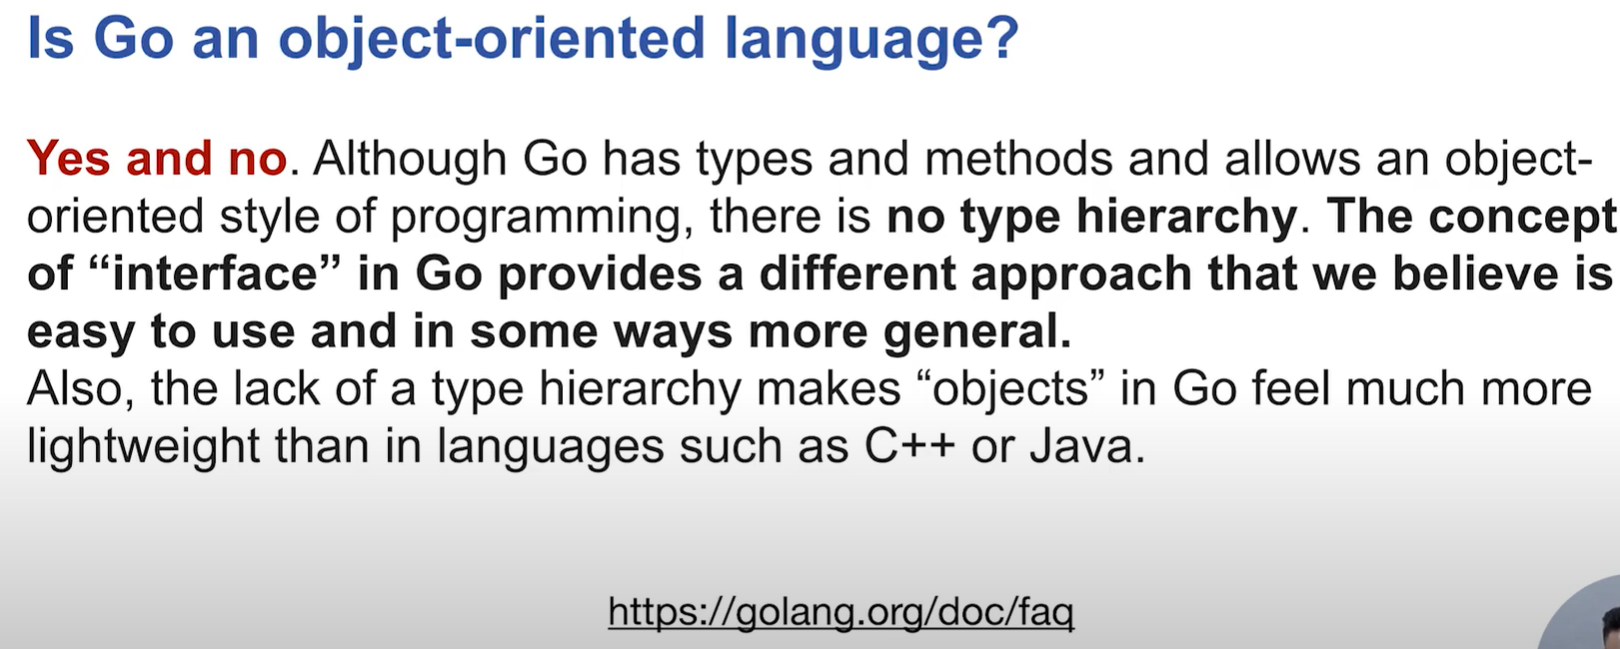 Is Go an object-oriented language?
Yes and no. Although Go has types and methods and allows an object-
oriented style of programming, there is no type hierarchy. The concept
of “interface” in Go provides a different approach that we believe is
easy to use and in some ways more general.
Also, the lack of a type hierarchy makes “objects” in Go feel much more
lightweight than in languages such as C++ or Java.
https://golang.org/doc/faq